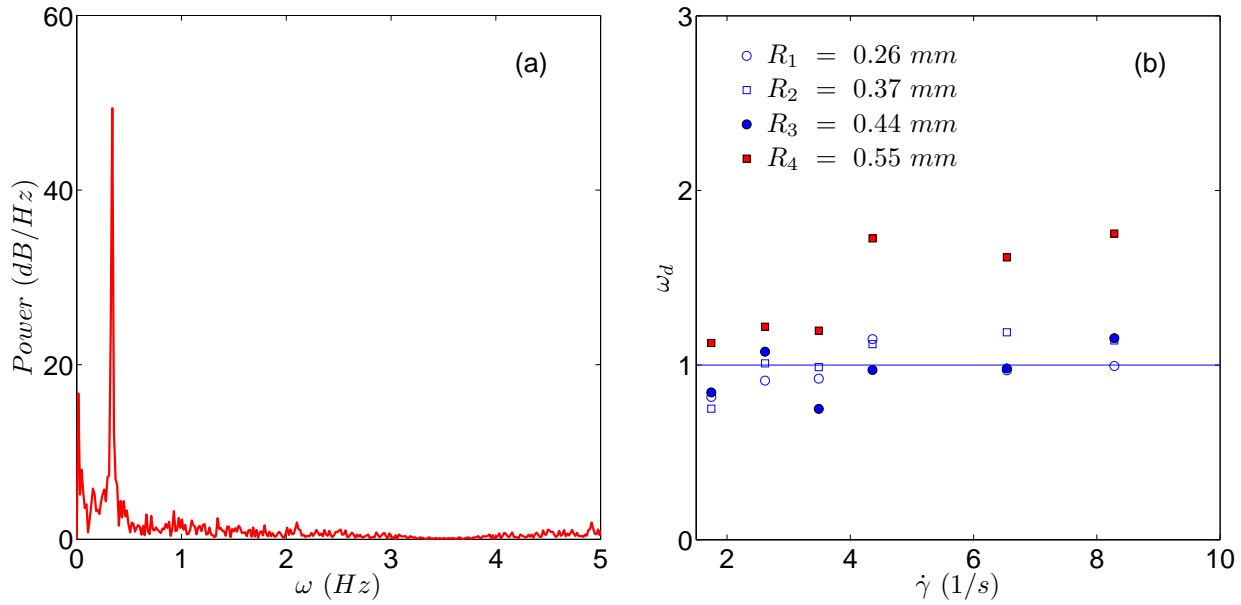 60
40
20
0
0 1 2 3 4 5
Power (dB/Hz)
ω (Hz)
(a)
3
2
1
0
2 4 6 8 10
ω_d
γ̇ (1/s)
R₁ = 0.26 mm
R₂ = 0.37 mm
R₃ = 0.44 mm
R₄ = 0.55 mm
(b)